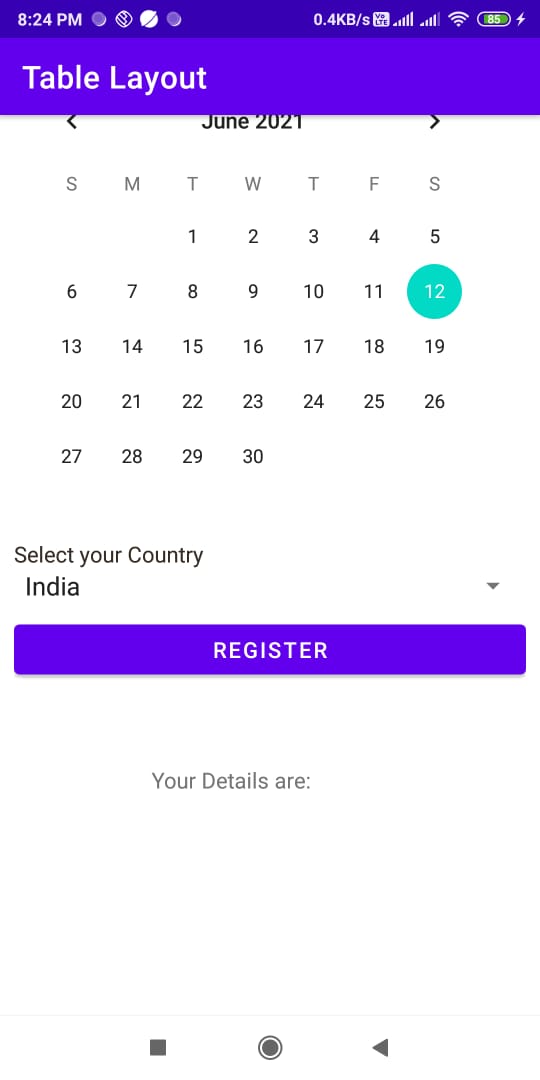 8:24 PM 0.4KB/s Vo LTE 85
Table Layout
June 2021
S M T W T F S
1 2 3 4 5
6 7 8 9 10 11 12
13 14 15 16 17 18 19
20 21 22 23 24 25 26
27 28 29 30
Select your Country
India
REGISTER
Your Details are: